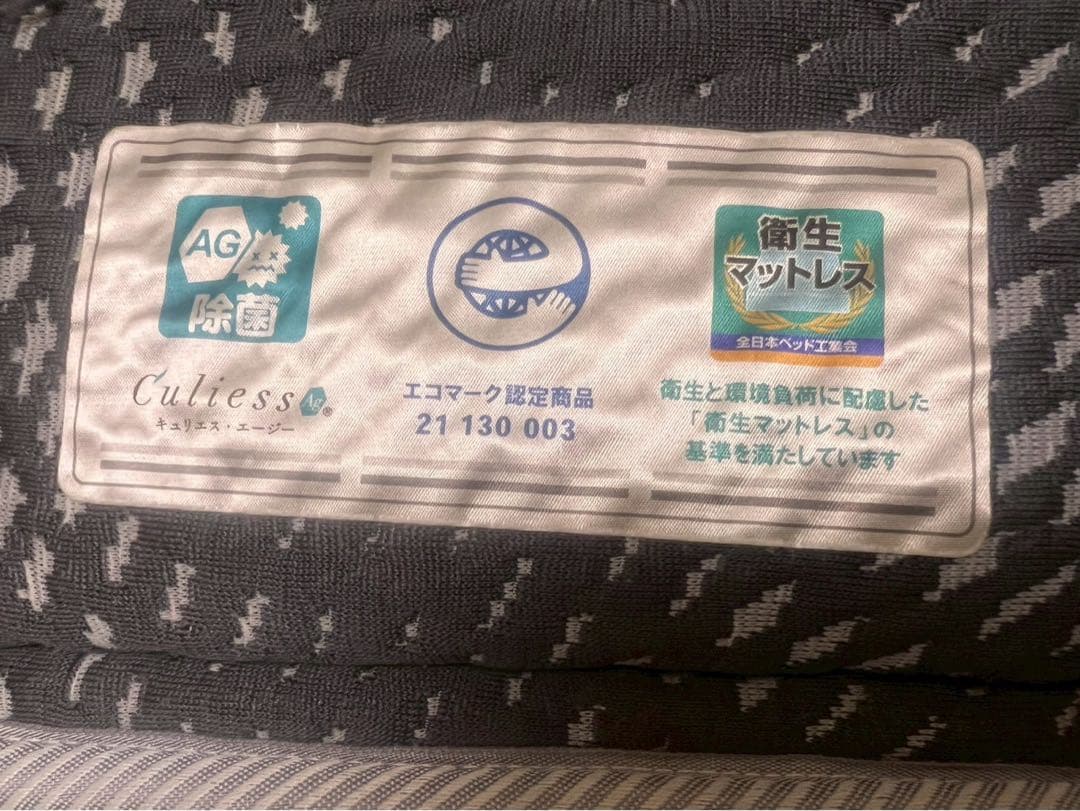 AG
除菌
Culiess Ag®
キュリエス・エージー
エコマーク認定商品
21 130 003
衛生
マットレス
全日本ベッド工業会
衛生と環境負荷に配慮した
「衛生マットレス」の
基準を満たしています